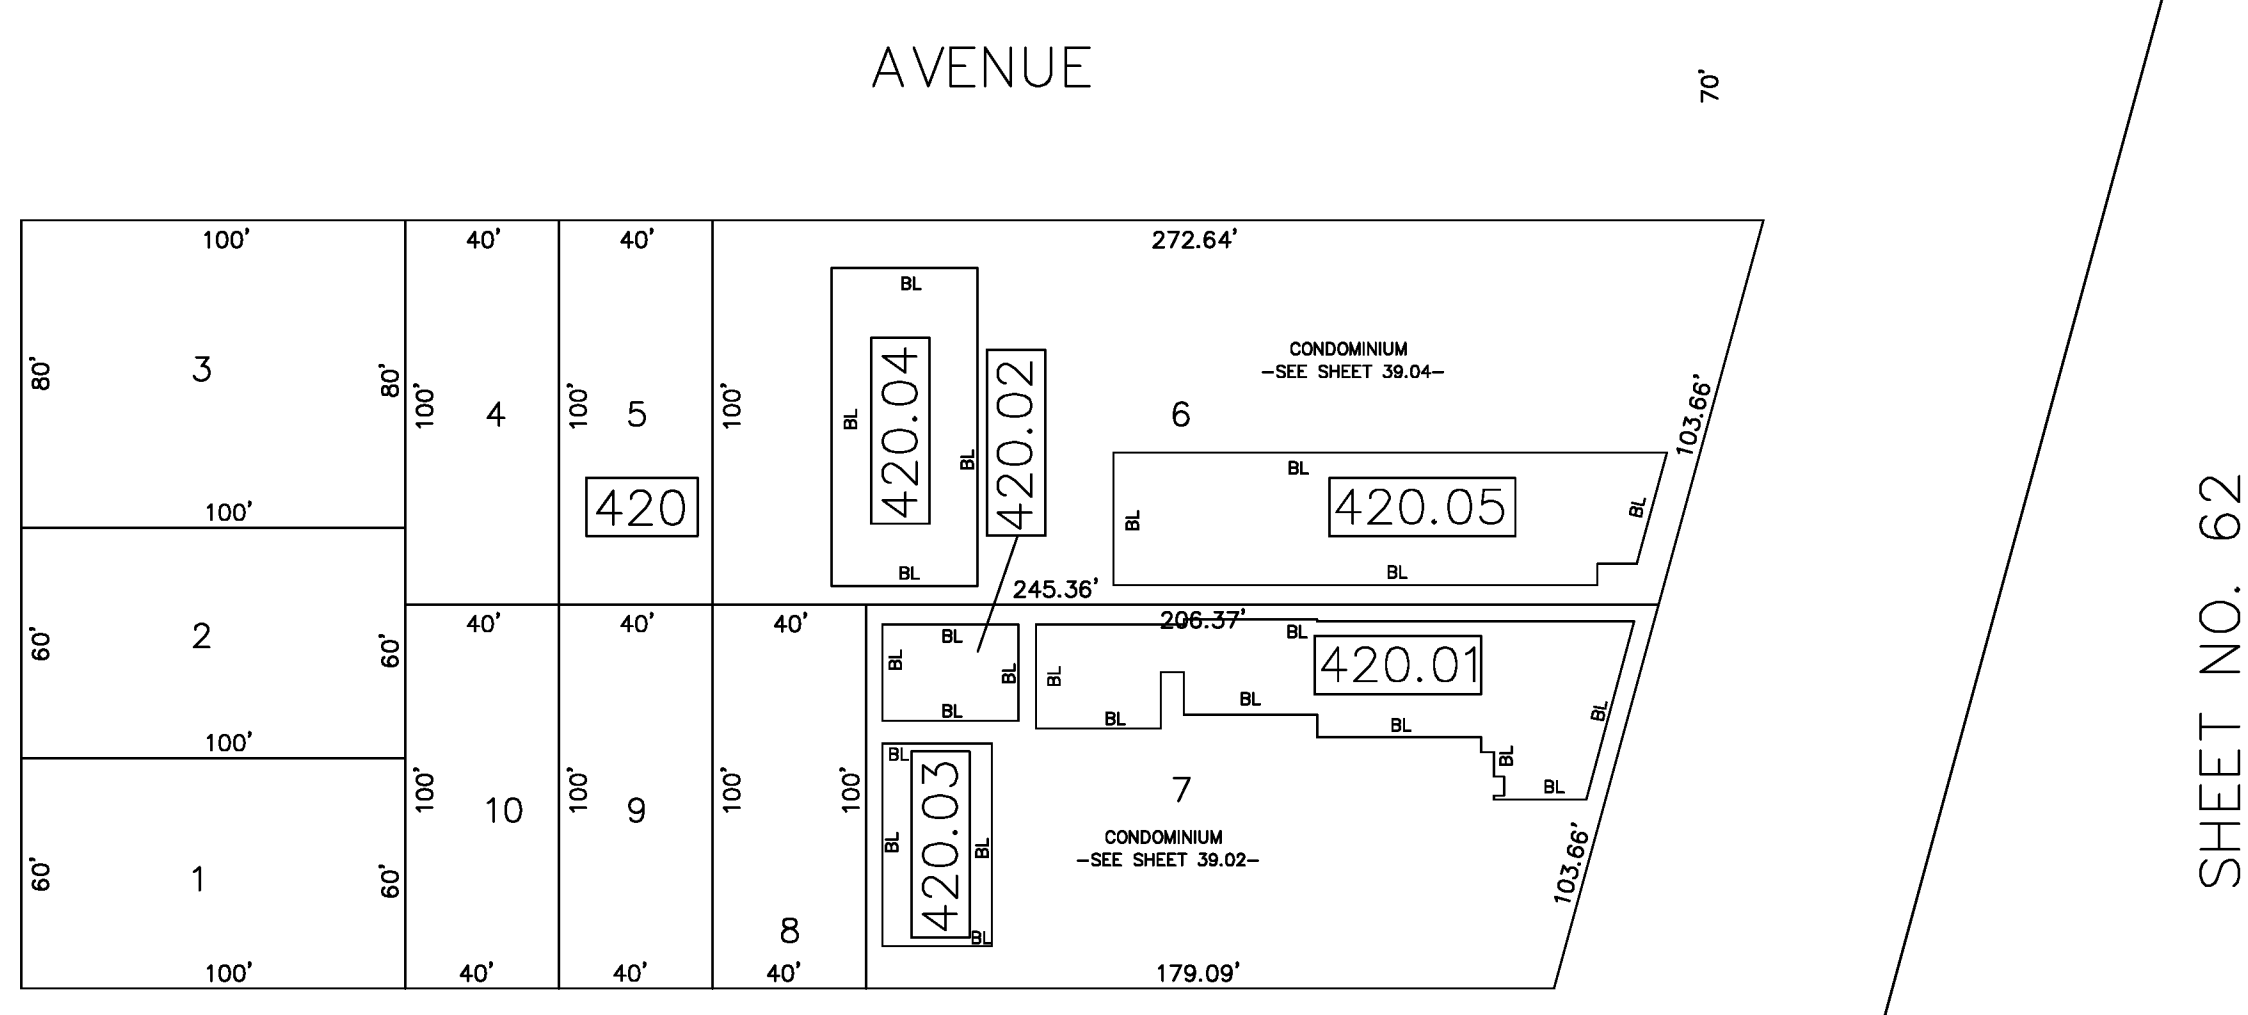 AVENUE
70'
100'
40'
40'
272.64'
BL
CONDOMINIUM
-SEE SHEET 39.04-
80'
3
80'
100'
4
100'
5
100'
BL
420.04
BL
420.02
6
103.66'
BL
420.05
BL
BL
420
100'
BL
BL
245.36'
40'
40'
40'
206.37'
60'
2
60'
BL
BL
BL
BL
BL
BL
420.01
BL
BL
BL
BL
BL
BL
100'
BL
420.03
BL
BL
BL
100'
10
100'
9
100'
100'
7
CONDOMINIUM
-SEE SHEET 39.02-
103.66'
60'
1
60'
8
100'
40'
40'
40'
179.09'
SHEET NO. 62